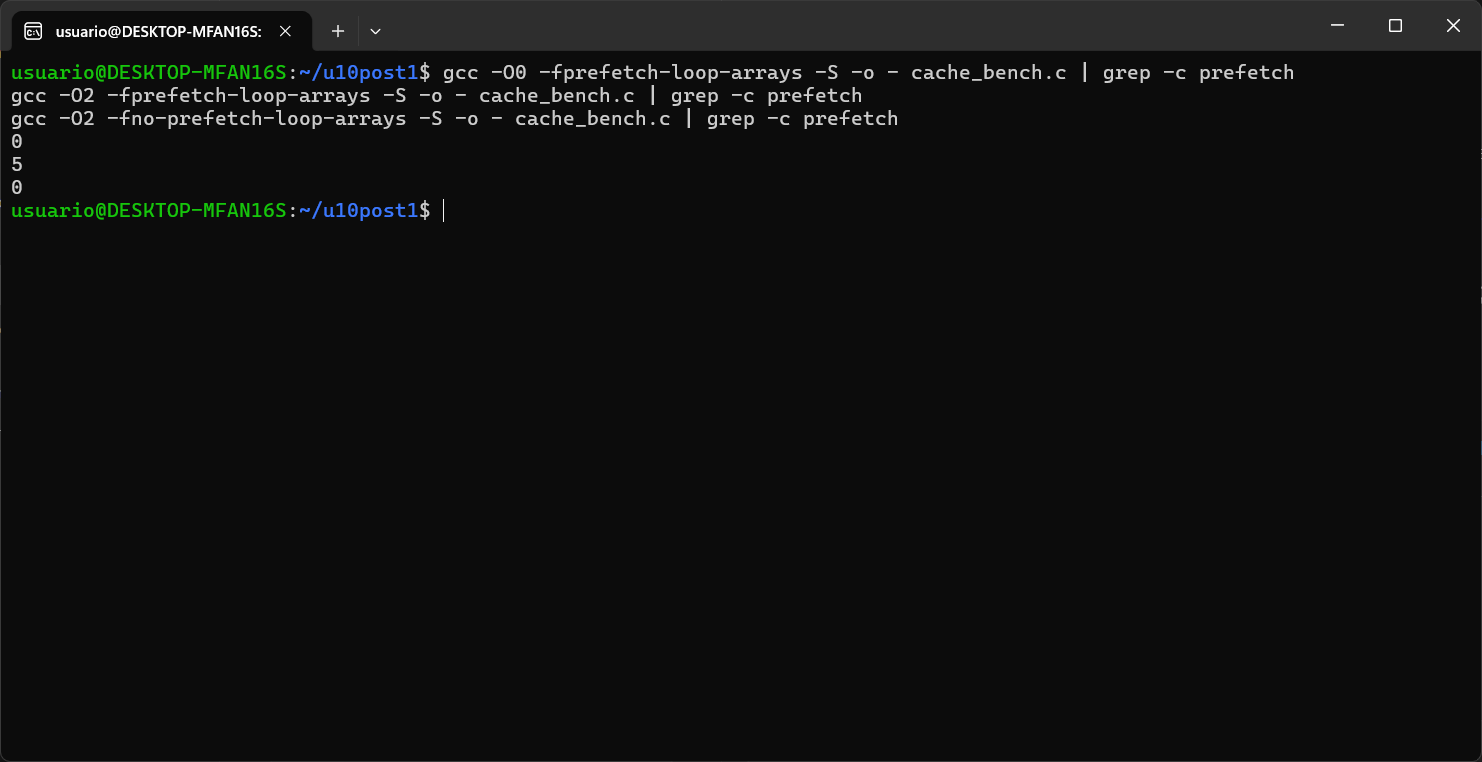 usuario@DESKTOP-MFAN16S:
usuario@DESKTOP-MFAN16S:~/u10post1$ gcc -O0 -fprefetch-loop-arrays -S -o - cache_bench.c | grep -c prefetch
gcc -O2 -fprefetch-loop-arrays -S -o - cache_bench.c | grep -c prefetch
gcc -O2 -fno-prefetch-loop-arrays -S -o - cache_bench.c | grep -c prefetch
0
5
0
usuario@DESKTOP-MFAN16S:~/u10post1$